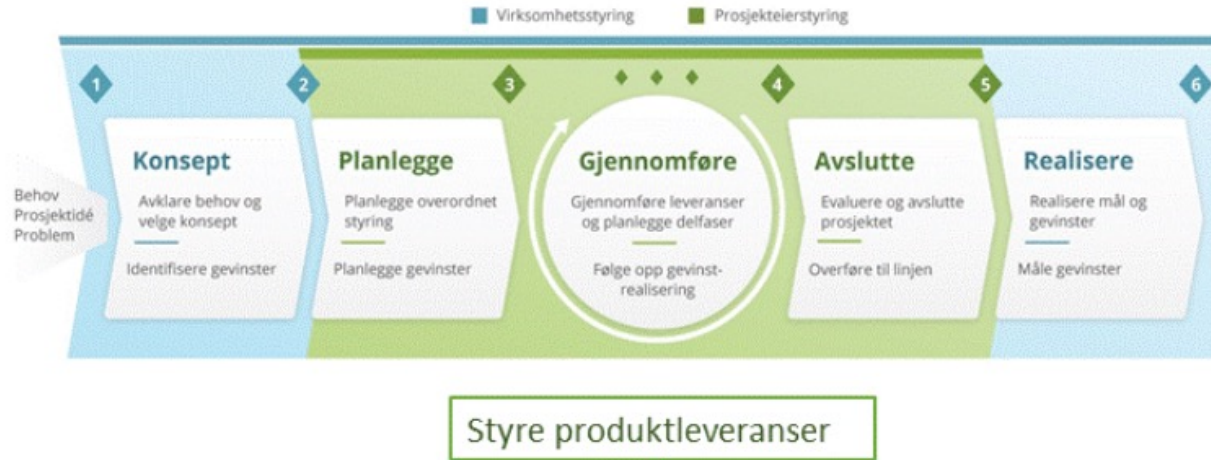 Virksomhetsstyring
Prosjekteierstyring
1
2
3
4
5
6
Behov
Prosjektidé
Problem
Konsept
Avklare behov og
velge konsept
Identifisere gevinster
Planlegge
Planlegge overordnet
styring
Planlegge gevinster
Gjennomføre
Gjennomføre leveranser
og planlegge delfaser
Følge opp gevinst-
realisering
Avslutte
Evaluere og avslutte
prosjektet
Overføre til linjen
Realisere
Realisere mål og
gevinster
Måle gevinster
Styre produktleveranser